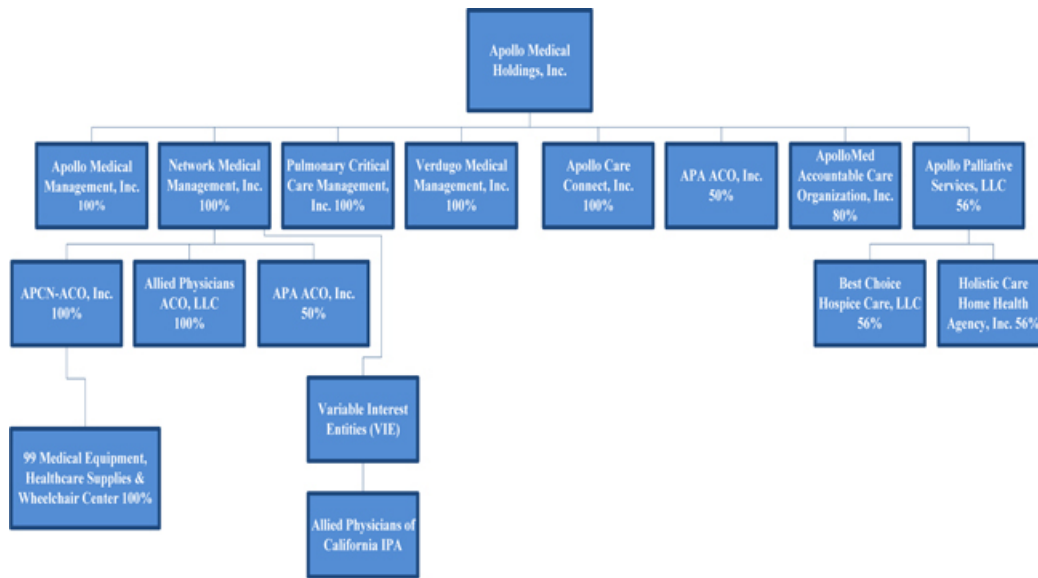 Apollo Medical
Holdings, Inc.
Apollo Medical
Management, Inc.
100%
Network Medical
Management, Inc.
100%
Pulmonary Critical
Care Management,
Inc. 100%
Verdugo Medical
Management, Inc.
100%
Apollo Care
Connect, Inc.
100%
APA ACO, Inc.
50%
ApolloMed
Accountable Care
Organization, Inc.
80%
Apollo Palliative
Services, LLC
56%
APCN-ACO, Inc.
100%
Allied Physicians
ACO, LLC
100%
APA ACO, Inc.
50%
Best Choice
Hospice Care, LLC
56%
Holistic Care
Home Health
Agency, Inc. 56%
Variable Interest
Entities (VIE)
99 Medical Equipment,
Healthcare Supplies &
Wheelchair Center 100%
Allied Physicians of
California IPA